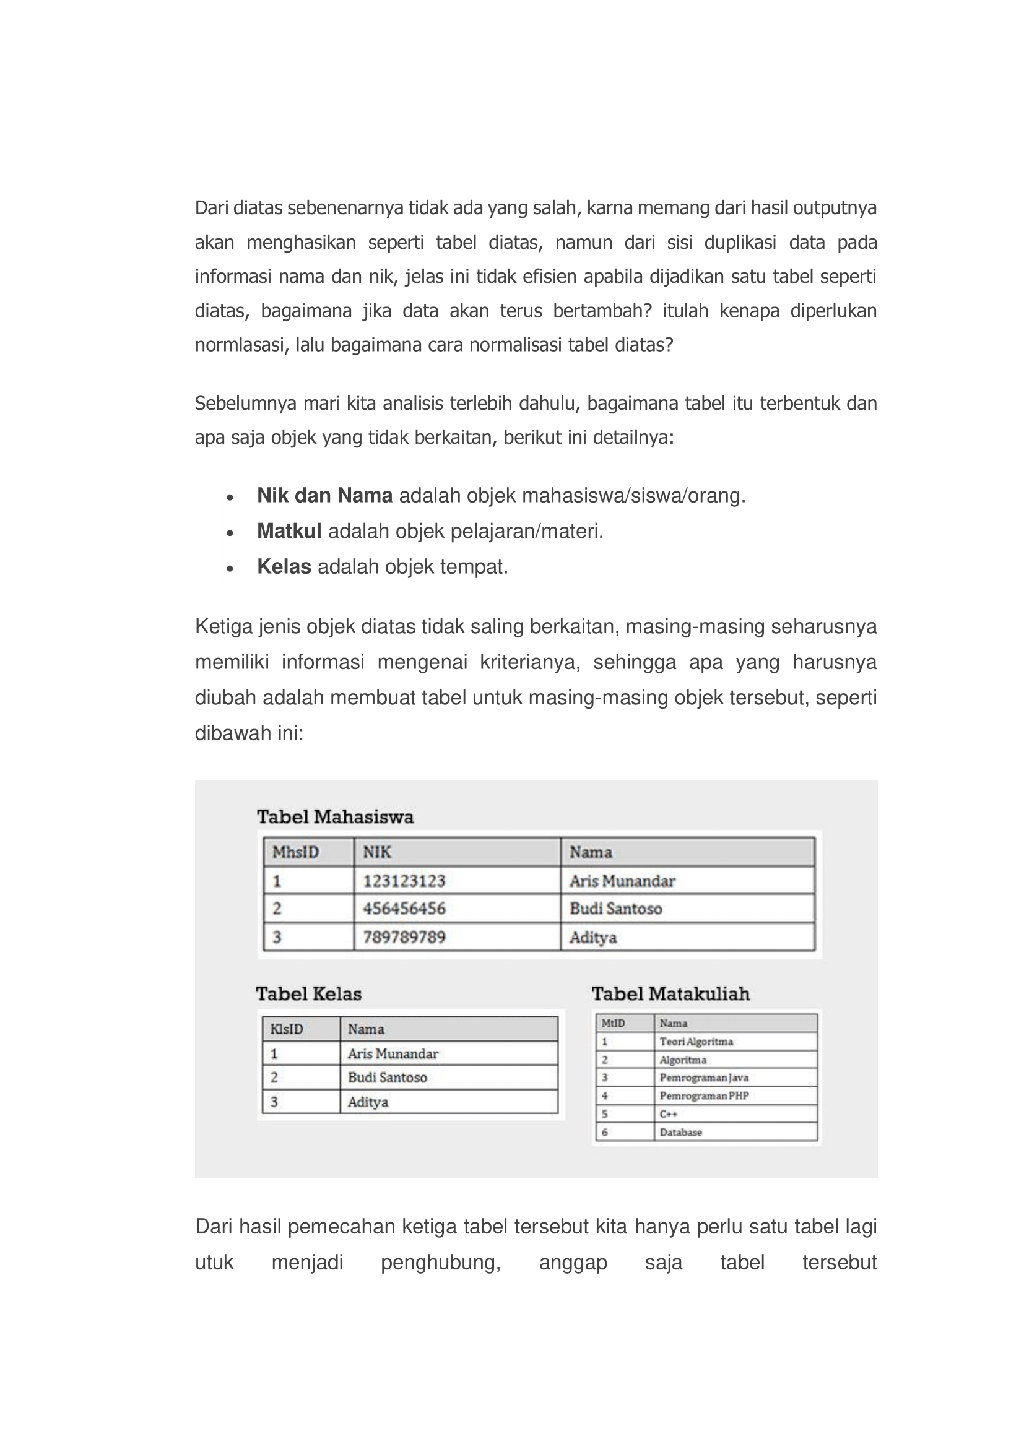 Dari diatas sebenenarnya tidak ada yang salah, karna memang dari hasil outputnya
akan menghasikan seperti tabel diatas, namun dari sisi duplikasi data pada
informasi nama dan nik, jelas ini tidak efisien apabila dijadikan satu tabel seperti
diatas, bagaimana jika data akan terus bertambah? itulah kenapa diperlukan
normlasasi, lalu bagaimana cara normalisasi tabel diatas?
Sebelumnya mari kita analisis terlebih dahulu, bagaimana tabel itu terbentuk dan
apa saja objek yang tidak berkaitan, berikut ini detailnya:
• Nik dan Nama adalah objek mahasiswa/siswa/orang.
• Matkul adalah objek pelajaran/materi.
• Kelas adalah objek tempat.
Ketiga jenis objek diatas tidak saling berkaitan, masing-masing seharusnya
memiliki informasi mengenai kriterianya, sehingga apa yang harusnya
diubah adalah membuat tabel untuk masing-masing objek tersebut, seperti
dibawah ini:
Tabel Mahasiswa
MhsID NIK Nama
1 123123123 Aris Munandar
2 456456456 Budi Santoso
3 789789789 Aditya
Tabel Kelas
KlsID Nama
1 Aris Munandar
2 Budi Santoso
3 Aditya
Tabel Matakuliah
MtID Nama
1 Teori Algoritma
2 Algoritma
3 Pemrograman Java
4 Pemrograman PHP
5 C++
6 Database
Dari hasil pemecahan ketiga tabel tersebut kita hanya perlu satu tabel lagi
utuk menjadi penghubung, anggap saja tabel tersebut